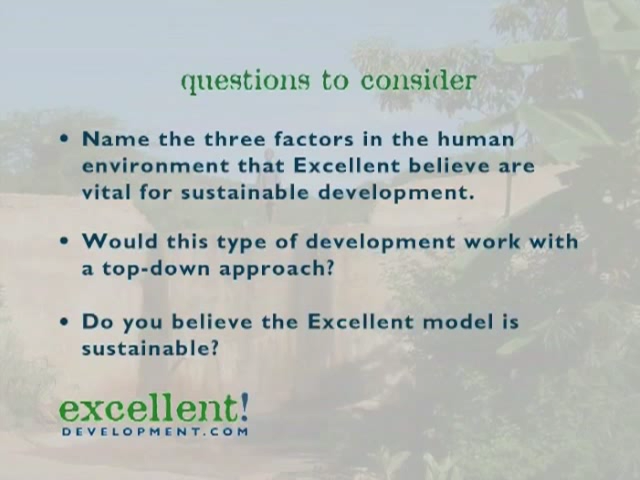 questions to consider
• Name the three factors in the human
environment that Excellent believe are
vital for sustainable development.
• Would this type of development work with
a top-down approach?
• Do you believe the Excellent model is
sustainable?
excellent!
DEVELOPMENT.COM